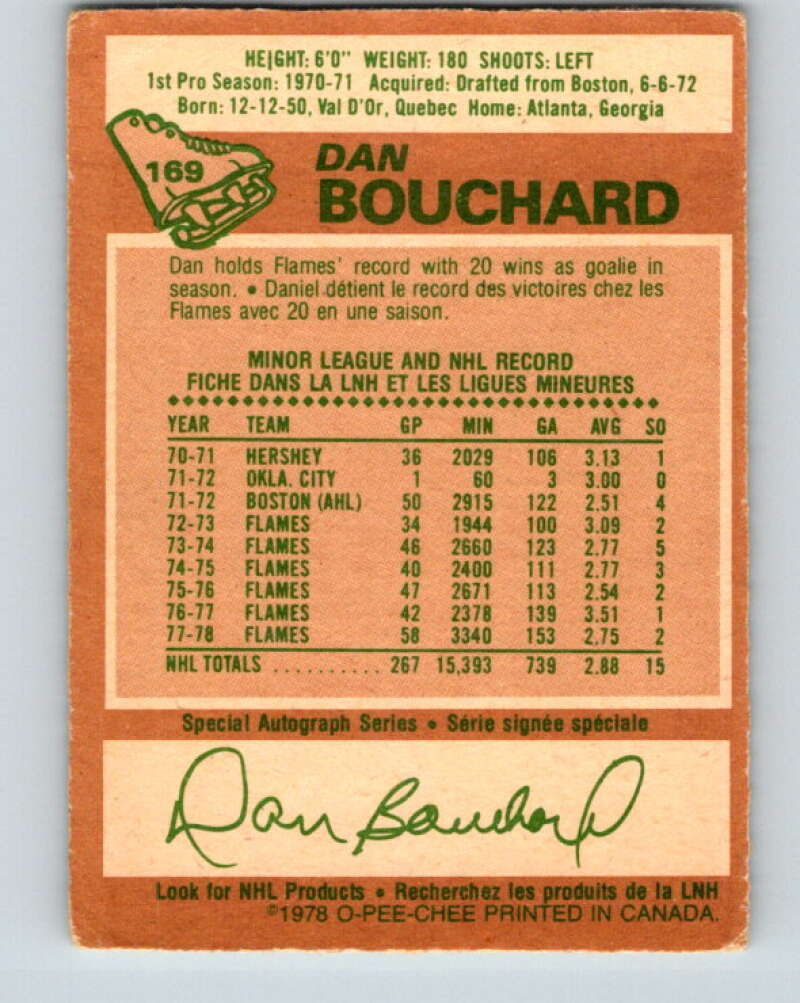 HEIGHT: 6'0" WEIGHT: 180 SHOOTS: LEFT
1st Pro Season: 1970-71 Acquired: Drafted from Boston, 6-6-72
Born: 12-12-50, Val D'Or, Quebec Home: Atlanta, Georgia
169
DAN
BOUCHARD
Dan holds Flames' record with 20 wins as goalie in
season. • Daniel détient le record des victoires chez les
Flames avec 20 en une saison.
MINOR LEAGUE AND NHL RECORD
FICHE DANS LA LNH ET LES LIGUES MINEURES
YEAR TEAM GP MIN GA AVG SO
70-71 HERSHEY 36 2029 106 3.13 1
71-72 OKLA. CITY 1 60 3 3.00 0
71-72 BOSTON (AHL) 50 2915 122 2.51 4
72-73 FLAMES 34 1944 100 3.09 2
73-74 FLAMES 46 2660 123 2.77 5
74-75 FLAMES 40 2400 111 2.77 3
75-76 FLAMES 47 2671 113 2.54 2
76-77 FLAMES 42 2378 139 3.51 1
77-78 FLAMES 58 3340 153 2.75 2
NHL TOTALS .......... 267 15,393 739 2.88 15
Special Autograph Series • Série signée spéciale
Dan Bouchard
Look for NHL Products • Recherchez les produits de la LNH
©1978 O-PEE-CHEE PRINTED IN CANADA.